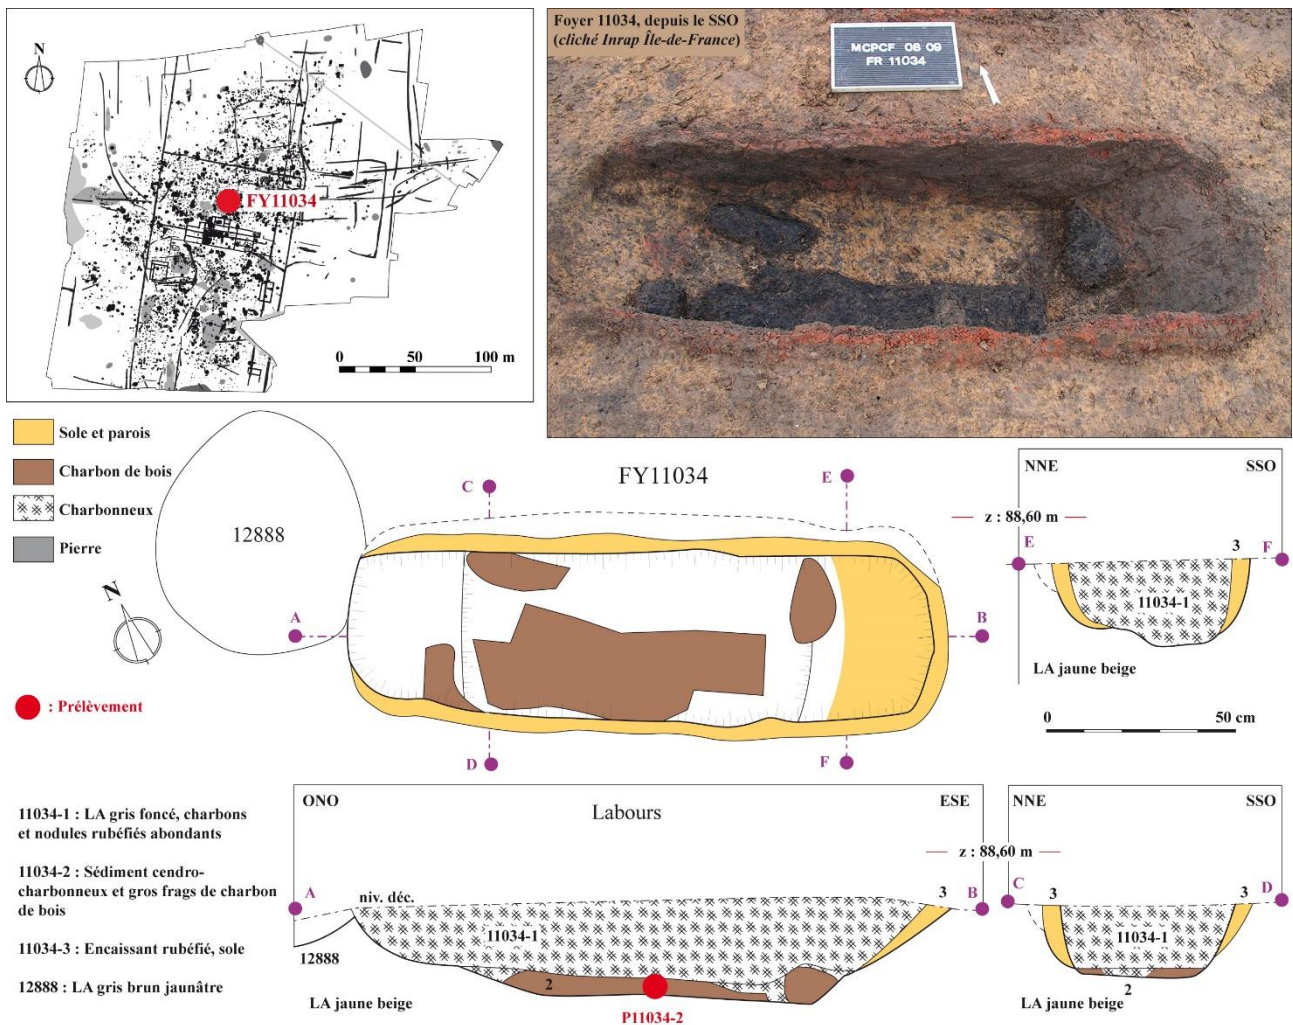 N
FY11034
0 50 100 m
Foyer 11034, depuis le SSO
(cliché Inrap Île-de-France)
MCPCF 08 09
FR 11034
Sole et parois
Charbon de bois
Charbonneux
Pierre
N
: Prélèvement
12888
FY11034
C
E
A
B
D
F
NNE SSO
z : 88,60 m
E
3
F
11034-1
LA jaune beige
0 50 cm
11034-1 : LA gris foncé, charbons
et nodules rubéfiés abondants
11034-2 : Sédiment cendro-
charbonneux et gros frags de charbon
de bois
11034-3 : Encaissant rubéfié, sole
12888 : LA gris brun jaunâtre
ONO ESE
Labours
z : 88,60 m
A
niv. déc.
3
B
11034-1
12888
2
LA jaune beige
P11034-2
NNE SSO
C
3
3
D
11034-1
2
LA jaune beige